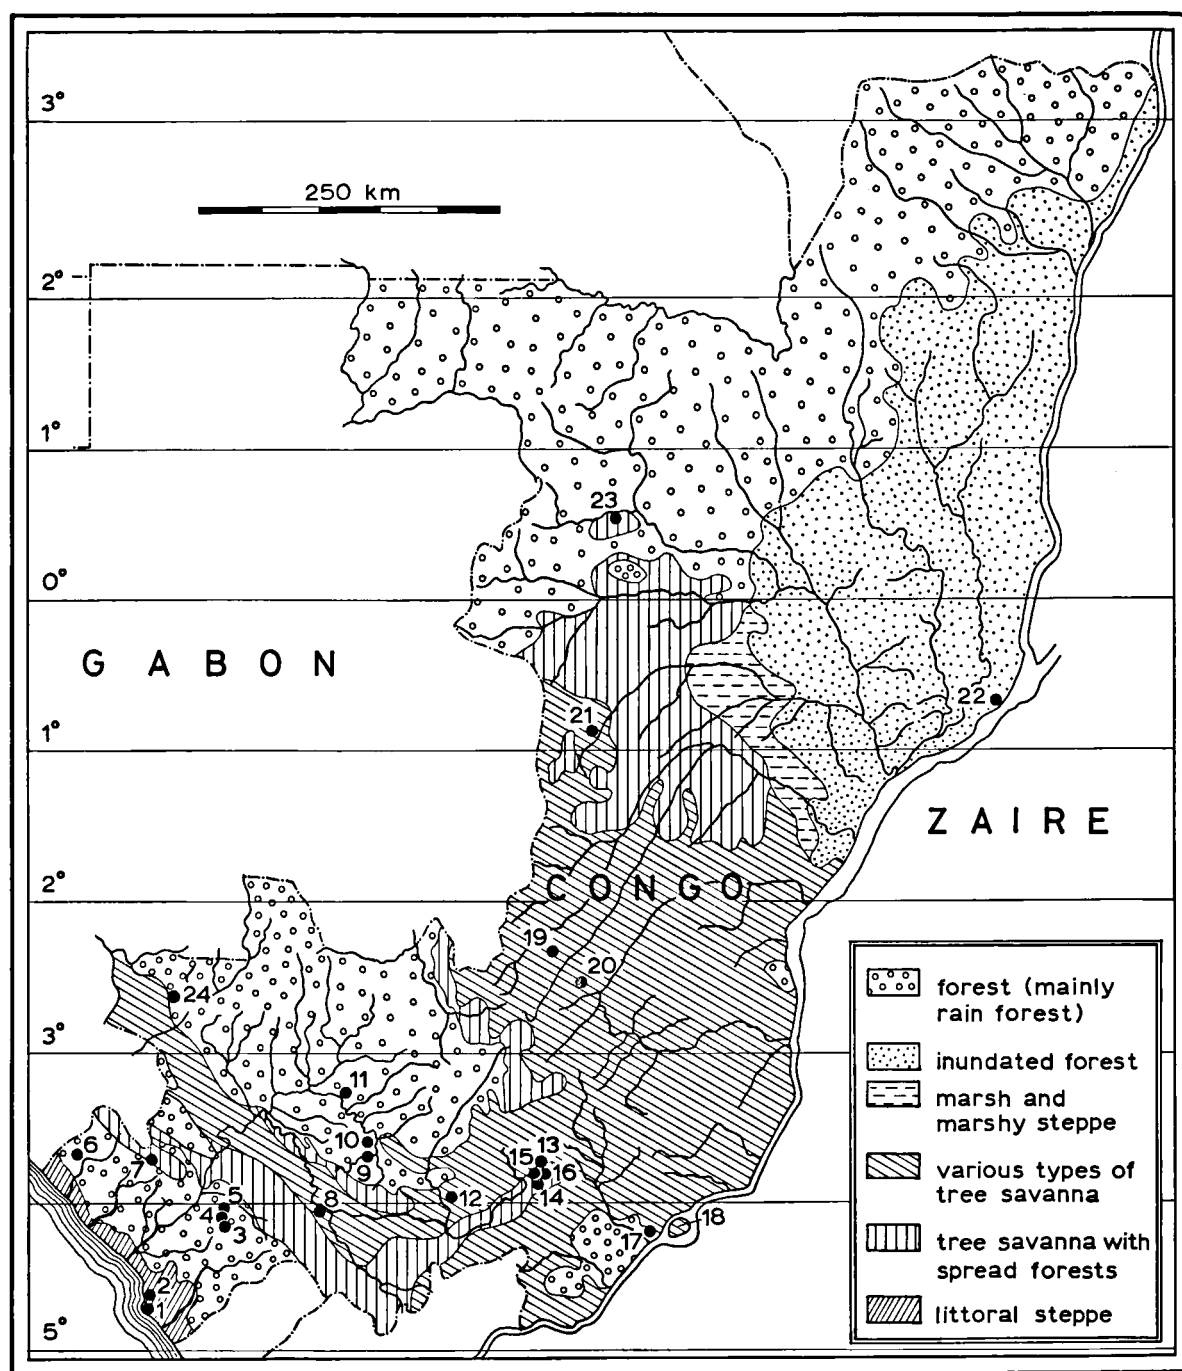 3°
250 km
2°
1°
23
0°
GABON
22
21
1°
ZAIRE
2°
CONGO
19
20
24
3°
11
10
9
13
15
16
14
12
6
7
5
4
3
8
17
18
2
1
5°
forest (mainly
rain forest)
inundated forest
marsh and
marshy steppe
various types of
tree savanna
tree savanna with
spread forests
littoral steppe